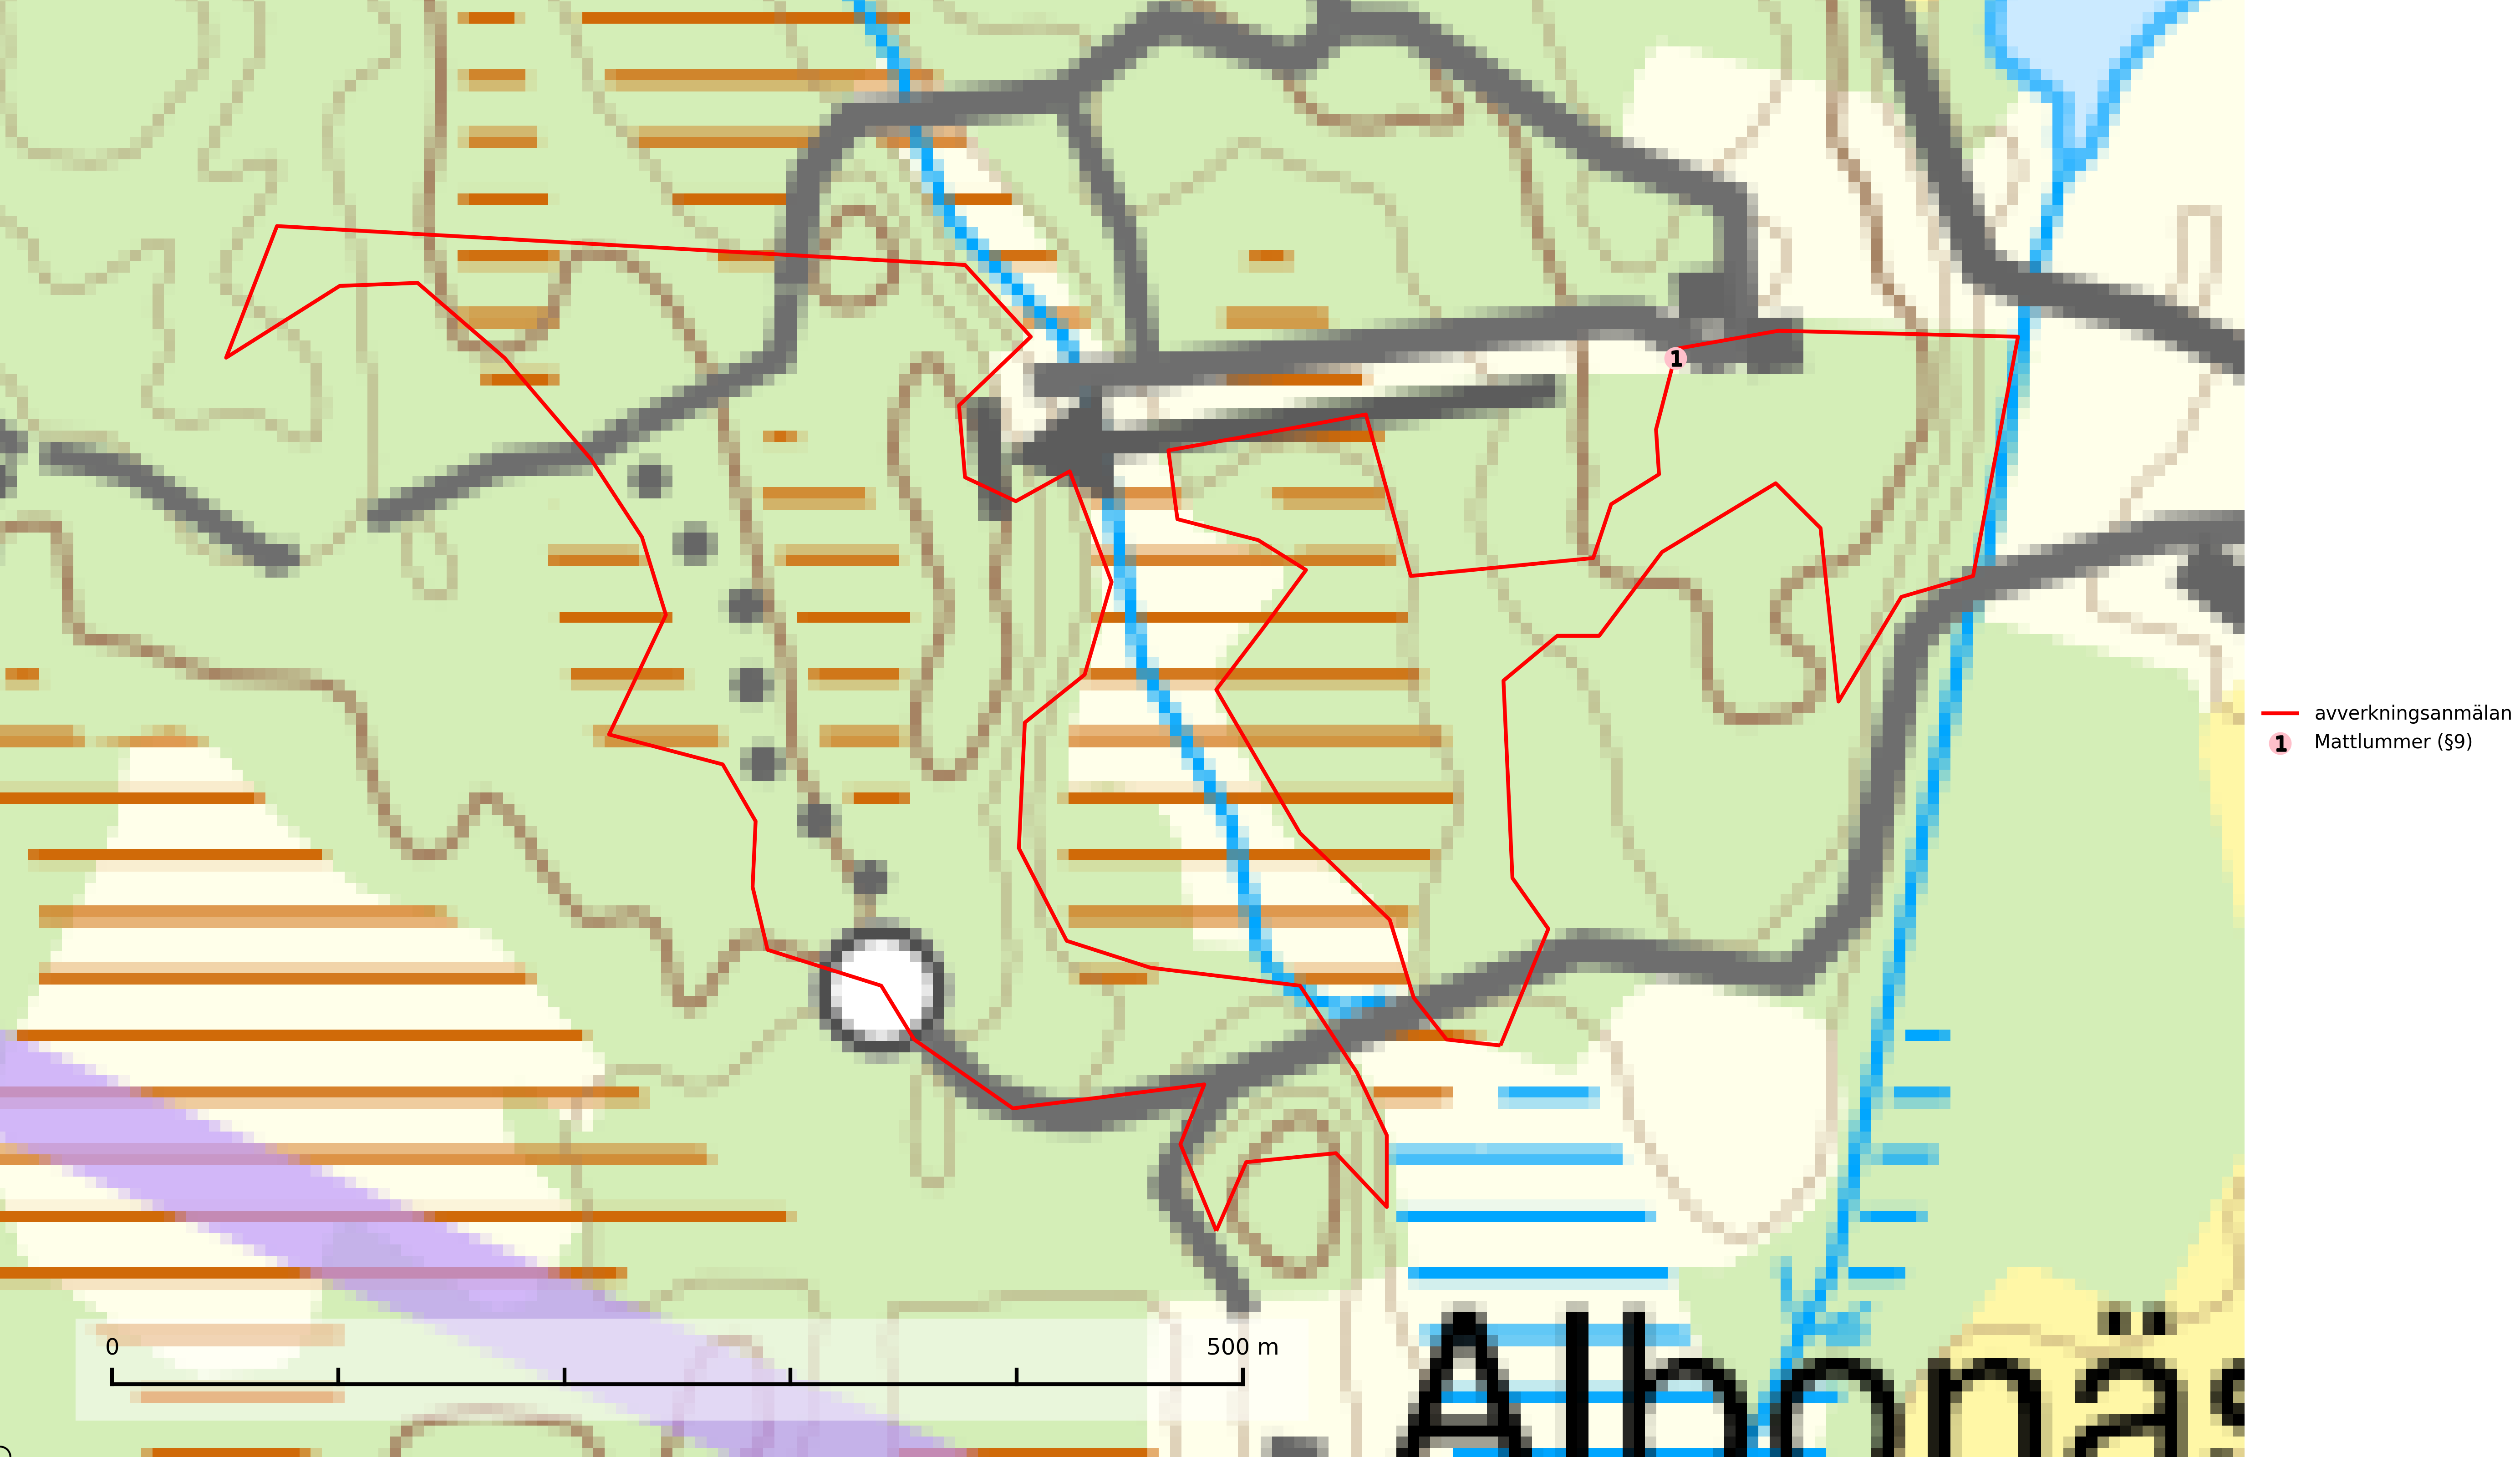 1
avverkningsanmälan
1 Mattlummer (§9)
0 500 m